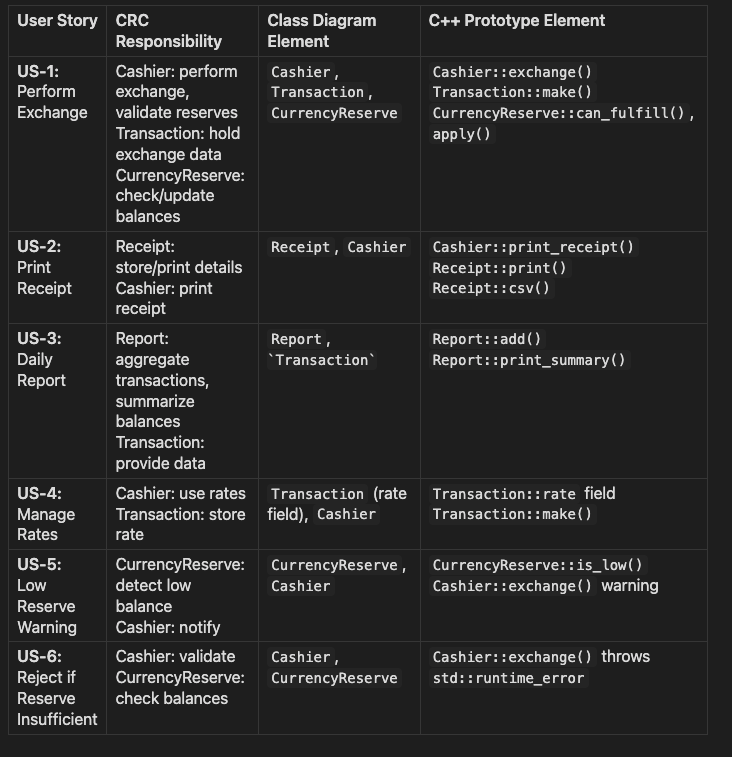 User Story
CRC
Responsibility
Class Diagram
Element
C++ Prototype Element
US-1:
Perform
Exchange
Cashier: perform
exchange,
validate reserves
Transaction: hold
exchange data
CurrencyReserve:
check/update
balances
Cashier,
Transaction,
CurrencyReserve
Cashier::exchange()
Transaction::make()
CurrencyReserve::can_fulfill(),
apply()
US-2:
Print
Receipt
Receipt:
store/print details
Cashier: print
receipt
Receipt, Cashier
Cashier::print_receipt()
Receipt::print()
Receipt::csv()
US-3:
Daily
Report
Report:
aggregate
transactions,
summarize
balances
Transaction:
provide data
Report,
`Transaction`
Report::add()
Report::print_summary()
US-4:
Manage
Rates
Cashier: use rates
Transaction: store
rate
Transaction (rate
field), Cashier
Transaction::rate field
Transaction::make()
US-5:
Low
Reserve
Warning
CurrencyReserve:
detect low
balance
Cashier: notify
CurrencyReserve,
Cashier
CurrencyReserve::is_low()
Cashier::exchange() warning
US-6:
Reject if
Reserve
Insufficient
Cashier: validate
CurrencyReserve:
check balances
Cashier,
CurrencyReserve
Cashier::exchange() throws
std::runtime_error